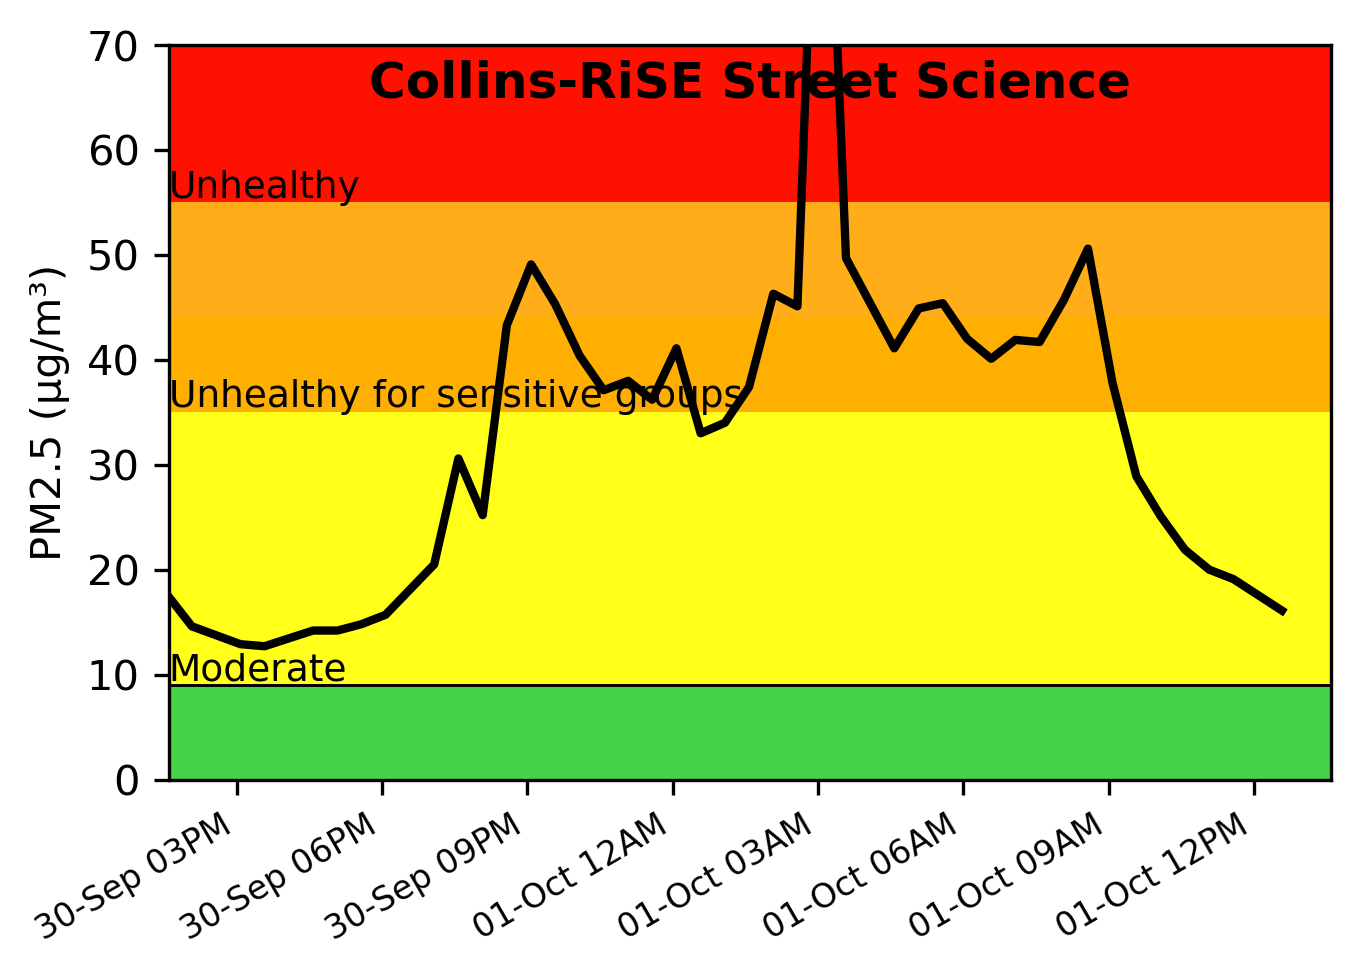 Collins-RiSE Street Science
PM2.5 (µg/m³)
70
60
50
40
30
20
10
0
Unhealthy
Unhealthy for sensitive groups
Moderate
30-Sep 03PM
30-Sep 06PM
30-Sep 09PM
01-Oct 12AM
01-Oct 03AM
01-Oct 06AM
01-Oct 09AM
01-Oct 12PM